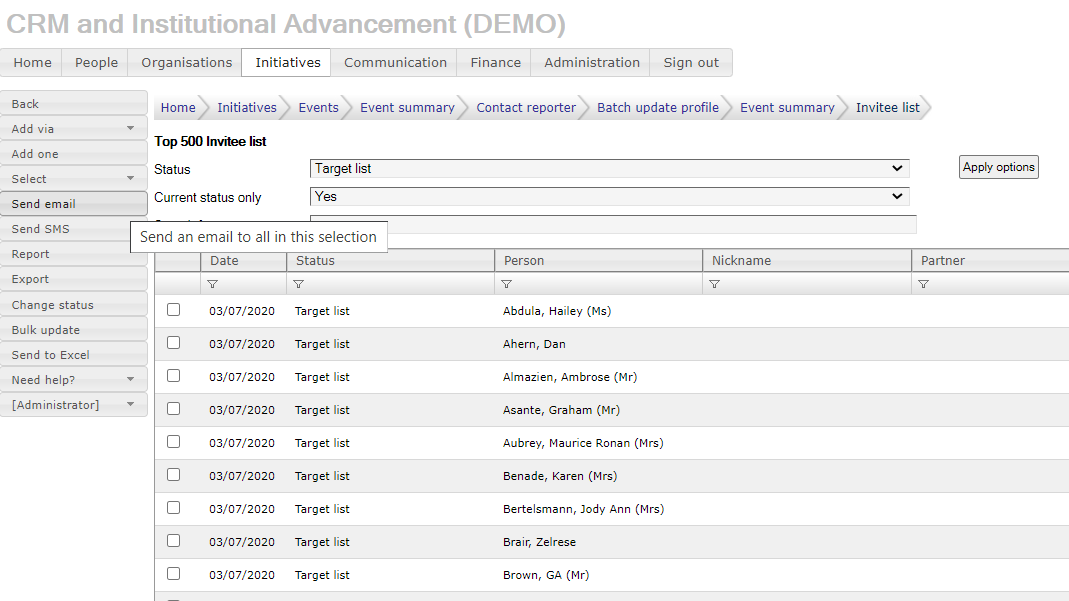 CRM and Institutional Advancement (DEMO)
Home People Organisations Initiatives Communication Finance Administration Sign out
Back
Add via
Add one
Select
Send email
Send SMS
Report
Export
Change status
Bulk update
Send to Excel
Need help?
[Administrator]
Home Initiatives Events Event summary Contact reporter Batch update profile Event summary Invitee list
Top 500 Invitee list
Status Target list Apply options
Current status only Yes
Send an email to all in this selection
Date Status Person Nickname Partner
03/07/2020 Target list Abdula, Hailey (Ms)
03/07/2020 Target list Ahern, Dan
03/07/2020 Target list Almazien, Ambrose (Mr)
03/07/2020 Target list Asante, Graham (Mr)
03/07/2020 Target list Aubrey, Maurice Ronan (Mrs)
03/07/2020 Target list Benade, Karen (Mrs)
03/07/2020 Target list Bertelsmann, Jody Ann (Mrs)
03/07/2020 Target list Brair, Zelrese
03/07/2020 Target list Brown, GA (Mr)